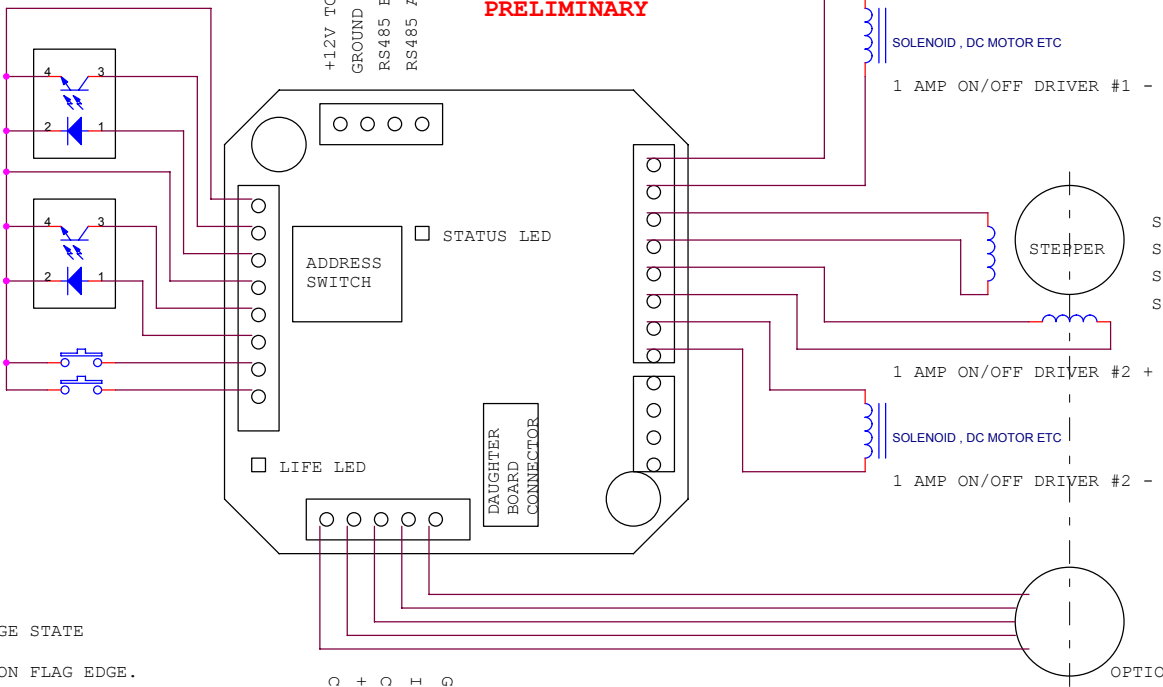 PRELIMINARY
+12V TO
GROUND
RS485
RS485 A
SOLENOID , DC MOTOR ETC
1 AMP ON/OFF DRIVER #1 -
4 3
2 1
4 3
2 1
STATUS LED
ADDRESS
SWITCH
STEPPER
S
S
S
S
1 AMP ON/OFF DRIVER #2 +
SOLENOID , DC MOTOR ETC
1 AMP ON/OFF DRIVER #2 -
LIFE LED
DAUGHTER
BOARD
CONNECTOR
GE STATE
ON FLAG EDGE.
OPTIO